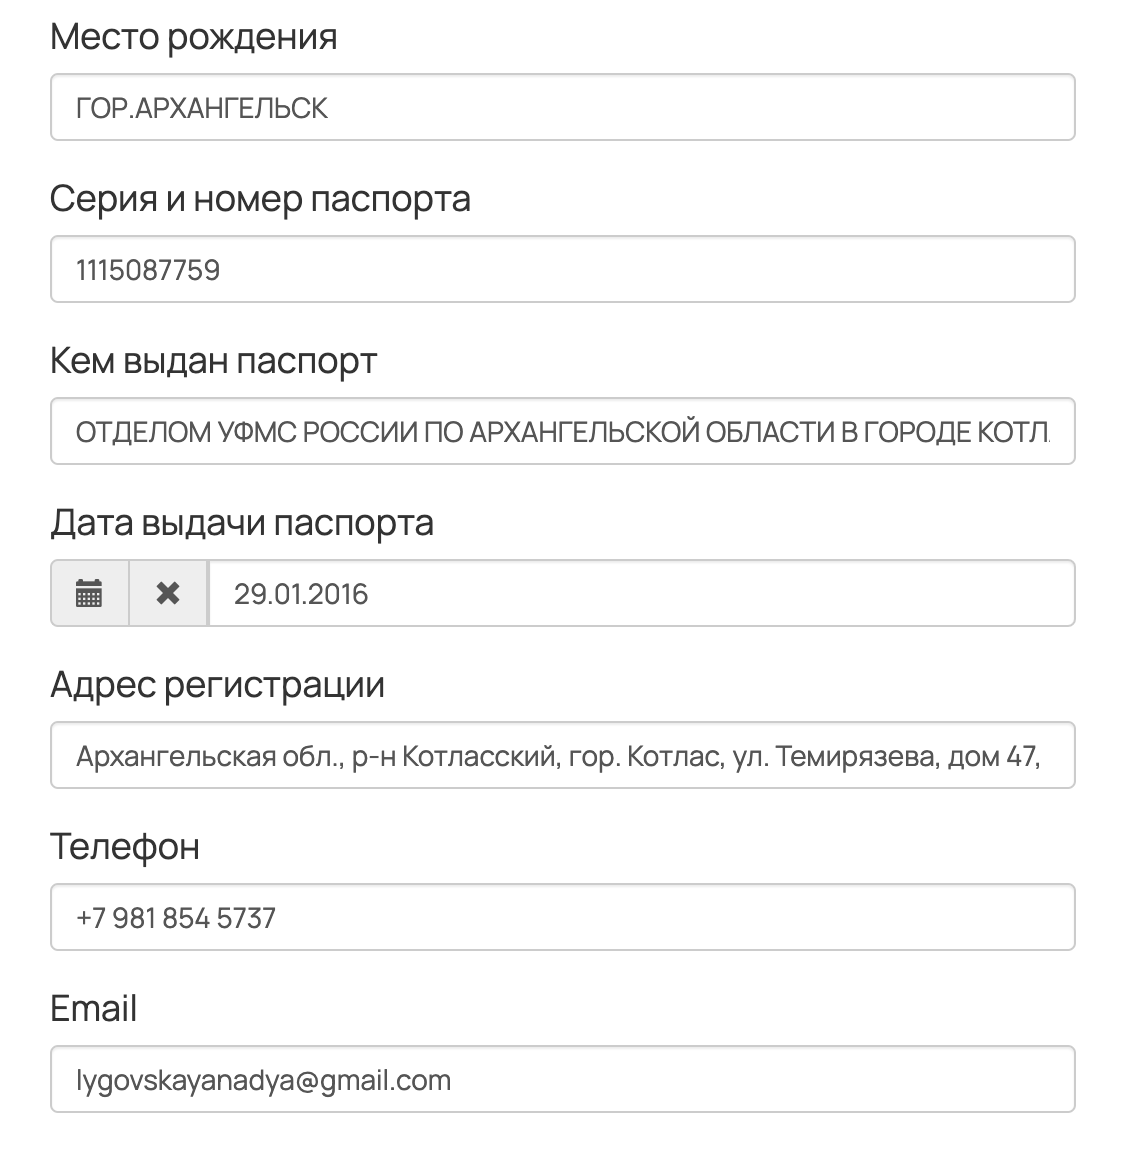 Место рождения
ГОР.АРХАНГЕЛЬСК
Серия и номер паспорта
1115087759
Кем выдан паспорт
ОТДЕЛОМ УФМС РОССИИ ПО АРХАНГЕЛЬСКОЙ ОБЛАСТИ В ГОРОДЕ КОТЛ
Дата выдачи паспорта
29.01.2016
Адрес регистрации
Архангельская обл., р-н Котласский, гор. Котлас, ул. Темирязева, дом 47,
Телефон
+7 981 854 5737
Email
lygovskayanadya@gmail.com